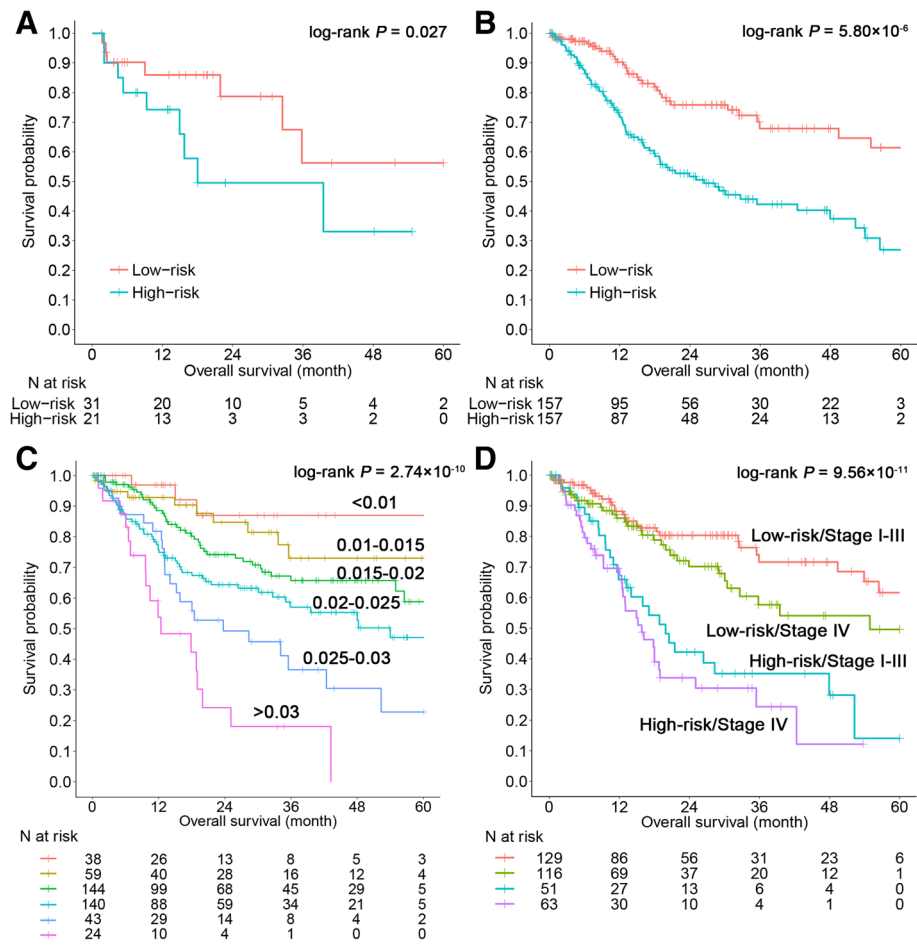 A
log-rank P = 0.027
1.0
0.9
0.8
0.7
0.6
0.5
0.4
0.3
0.2
0.1
0.0
Survival probability
Low−risk
High−risk
0 12 24 36 48 60
Overall survival (month)
N at risk
Low−risk 31 20 10 5 4 2
High−risk 21 13 3 3 2 0
B
log-rank P = 5.80×10⁻⁶
1.0
0.9
0.8
0.7
0.6
0.5
0.4
0.3
0.2
0.1
0.0
Survival probability
Low−risk
High−risk
0 12 24 36 48 60
Overall survival (month)
N at risk
Low−risk 157 95 56 30 22 3
High−risk 157 87 48 24 13 2
C
log-rank P = 2.74×10⁻¹⁰
1.0
0.9
0.8
0.7
0.6
0.5
0.4
0.3
0.2
0.1
0.0
Survival probability
<0.01
0.01-0.015
0.015-0.02
0.02-0.025
0.025-0.03
>0.03
0 12 24 36 48 60
Overall survival (month)
N at risk
38 26 13 8 5 3
59 40 28 16 12 4
144 99 68 45 29 5
140 88 59 34 21 5
43 29 14 8 4 2
24 10 4 1 0 0
D
log-rank P = 9.56×10⁻¹¹
1.0
0.9
0.8
0.7
0.6
0.5
0.4
0.3
0.2
0.1
0.0
Survival probability
Low-risk/Stage I-III
Low-risk/Stage IV
High-risk/Stage I-III
High-risk/Stage IV
0 12 24 36 48 60
Overall survival (month)
N at risk
129 86 56 31 23 6
116 69 37 20 12 1
51 27 13 6 4 0
63 30 10 4 1 0